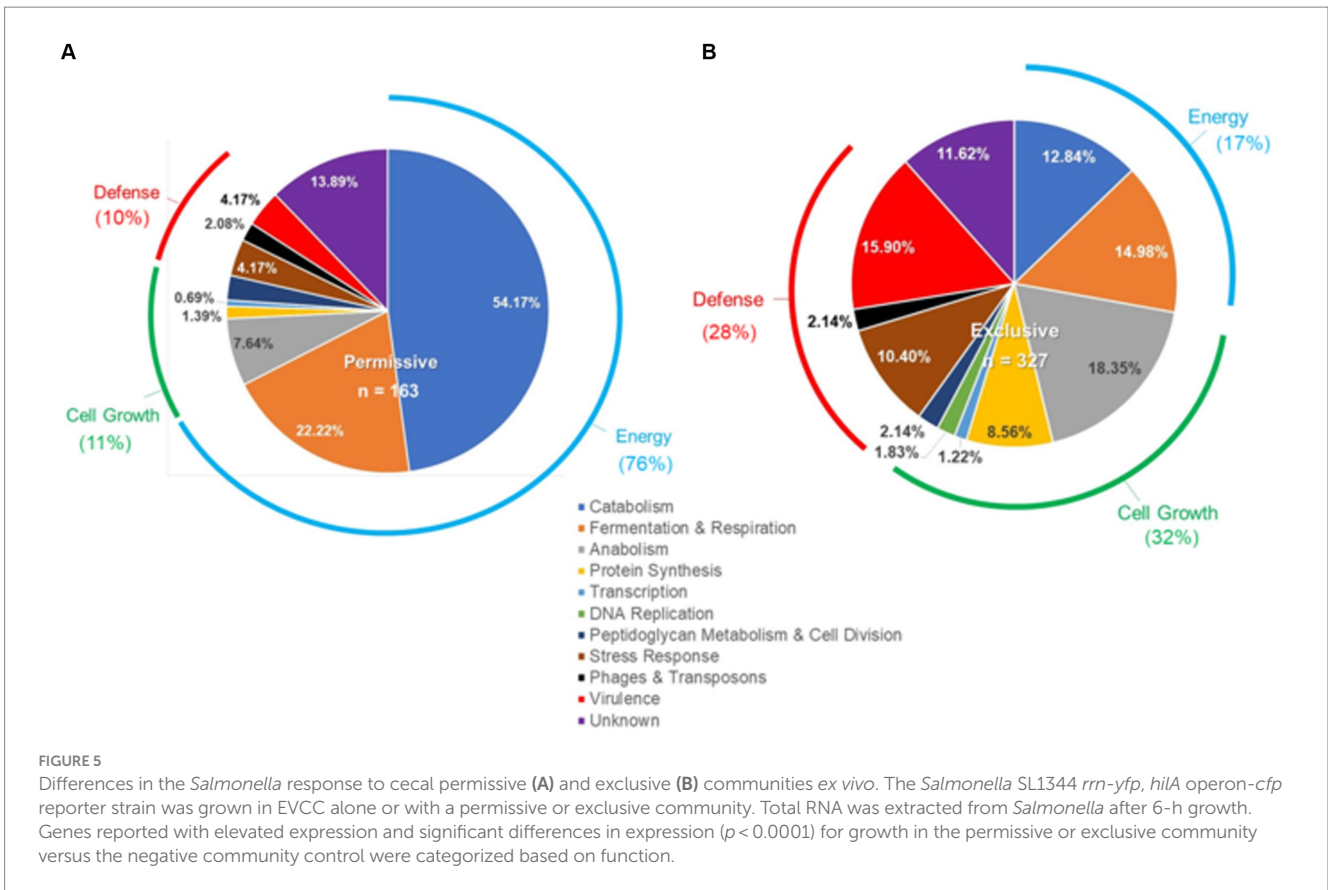 A
B
Defense
(10%)
Cell Growth
(11%)
Energy
(76%)
13.89%
4.17%
2.08%
4.17%
0.69%
1.39%
7.64%
22.22%
54.17%
Permissive
n = 163
Energy
(17%)
Defense
(28%)
Cell Growth
(32%)
11.62%
12.84%
15.90%
14.98%
2.14%
10.40%
18.35%
2.14%
1.83%
1.22%
8.56%
Exclusive
n = 327
Catabolism
Fermentation & Respiration
Anabolism
Protein Synthesis
Transcription
DNA Replication
Peptidoglycan Metabolism & Cell Division
Stress Response
Phages & Transposons
Virulence
Unknown
FIGURE 5
Differences in the Salmonella response to cecal permissive (A) and exclusive (B) communities ex vivo. The Salmonella SL1344 rrn-yfp, hilA operon-cfp
reporter strain was grown in EVCC alone or with a permissive or exclusive community. Total RNA was extracted from Salmonella after 6-h growth.
Genes reported with elevated expression and significant differences in expression (p < 0.0001) for growth in the permissive or exclusive community
versus the negative community control were categorized based on function.